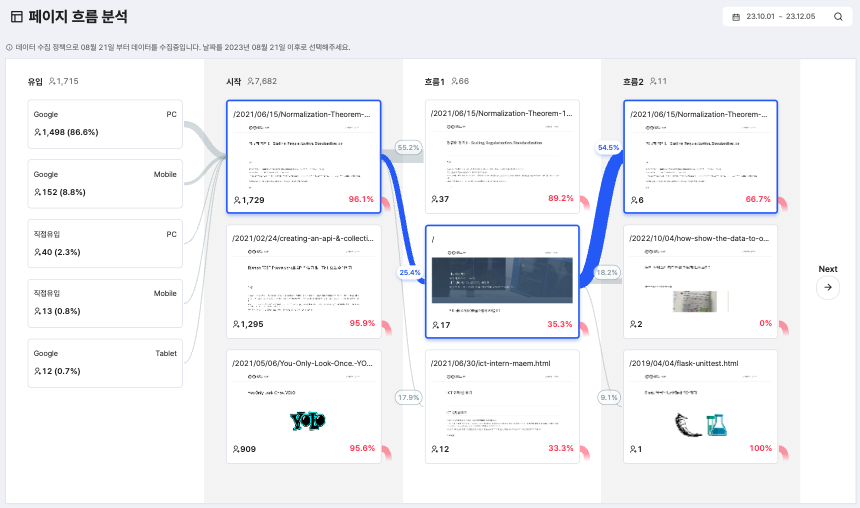 페이지 흐름 분석
23.10.01 - 23.12.05
데이터 수집 정책으로 08월 21일 부터 데이터를 수집중입니다. 날짜를 2023년 08월 21일 이후로 선택해주세요.
유입 1,715
Google PC
1,498 (86.6%)
Google Mobile
152 (8.8%)
직접유입 PC
40 (2.3%)
직접유입 Mobile
13 (0.8%)
Google Tablet
12 (0.7%)
시작 7,682
/2021/06/15/Normalization-Theorem-...
1,729 96.1%
/2021/02/24/creating-an-api-&-collecti...
1,295 95.9%
/2021/05/06/You-Only-Look-Once.-YO...
You Only Look Once, YOLO
YOLO
909 95.6%
55.2%
25.4%
17.9%
흐름1 66
/2021/06/15/Normalization-Theorem-1...
37 89.2%
/
17 35.3%
/2021/06/30/ict-intern-maem.html
12 33.3%
54.5%
18.2%
9.1%
흐름2 11
/2021/06/15/Normalization-Theorem-...
6 66.7%
/2022/10/04/how-show-the-data-to-o...
2 0%
/2019/04/04/flask-unittest.html
1 100%
Next